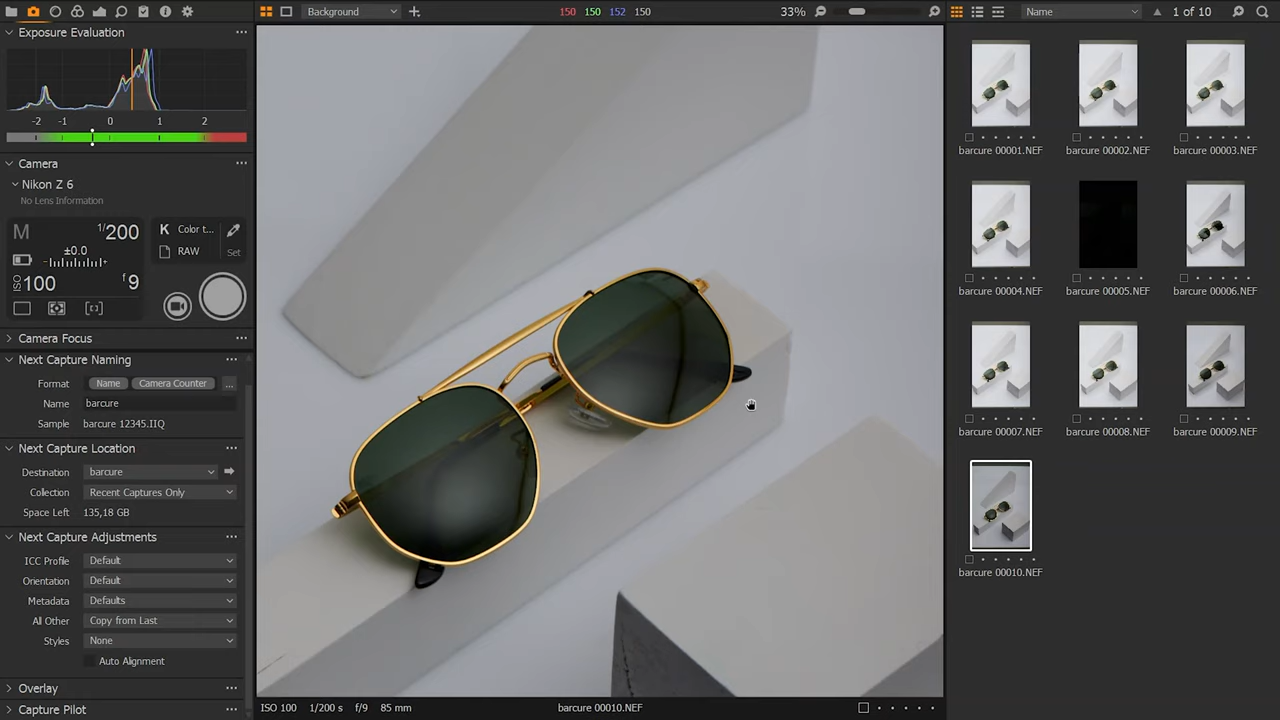 Background
150 150 152 150
33%
Name
1 of 10
Exposure Evaluation
-2 -1 0 1 2
Camera
Nikon Z 6
No Lens Information
M 1/200
±0.0
ISO 100 f 9
K Color t...
RAW Set
Camera Focus
Next Capture Naming
Format Name Camera Counter ...
Name barcure
Sample barcure 12345.IIQ
Next Capture Location
Destination barcure
Collection Recent Captures Only
Space Left 135,18 GB
Next Capture Adjustments
ICC Profile Default
Orientation Default
Metadata Defaults
All Other Copy from Last
Styles None
Auto Alignment
Overlay
Capture Pilot
ISO 100 1/200 s f/9 85 mm barcure 00010.NEF
barcure 00001.NEF barcure 00002.NEF barcure 00003.NEF
barcure 00004.NEF barcure 00005.NEF barcure 00006.NEF
barcure 00007.NEF barcure 00008.NEF barcure 00009.NEF
barcure 00010.NEF